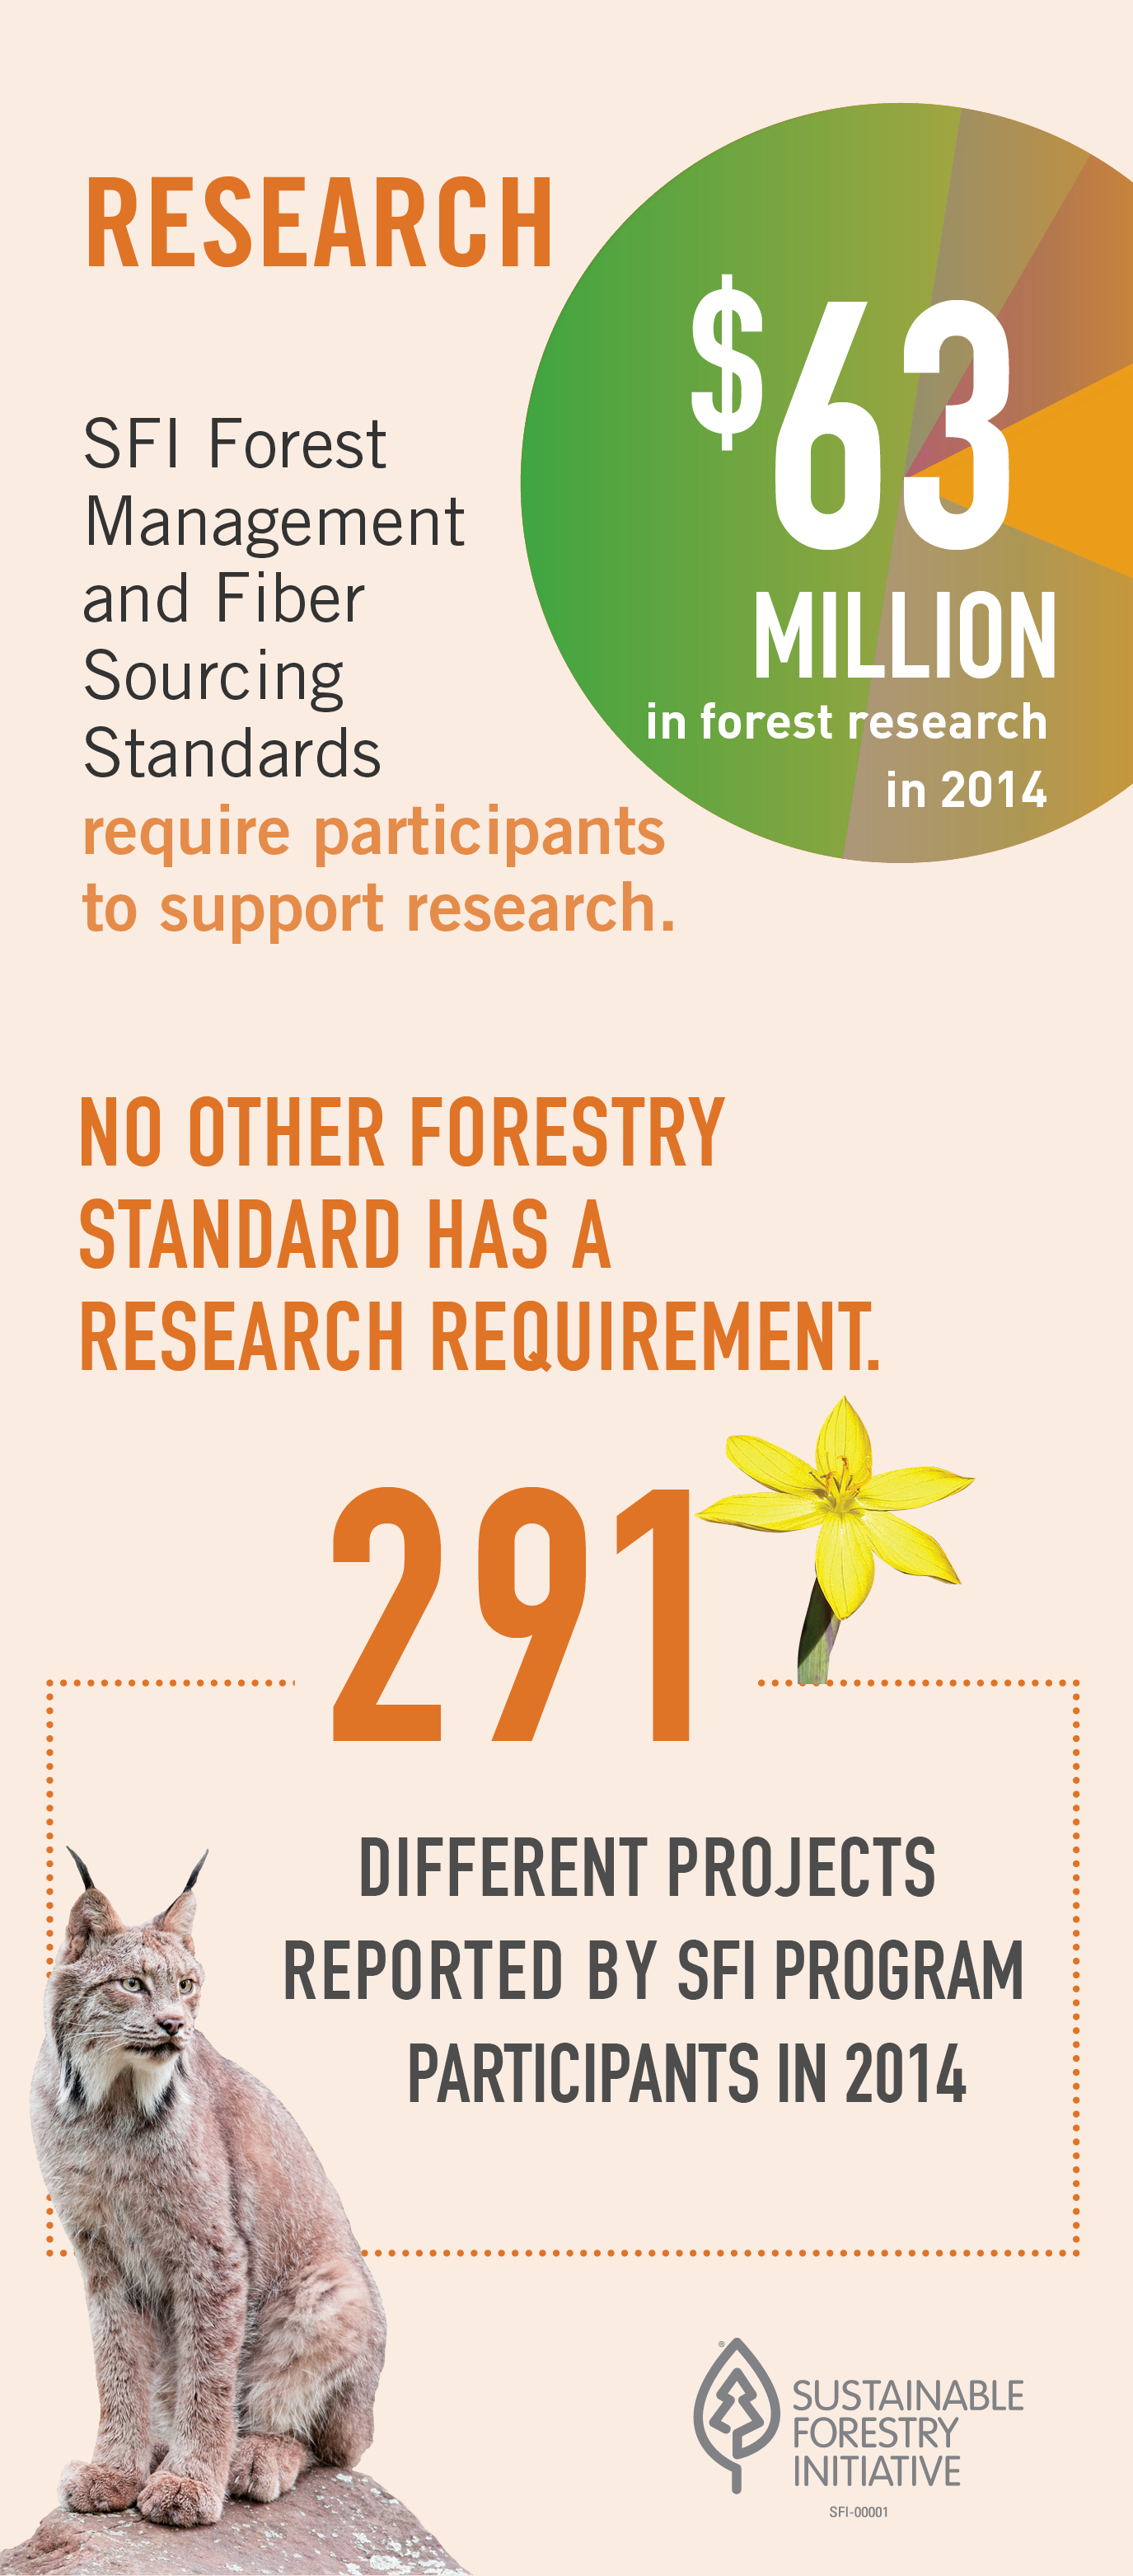 RESEARCH
SFI Forest
Management
and Fiber
Sourcing
Standards
require participants
to support research.
$63
MILLION
in forest research
in 2014
NO OTHER FORESTRY
STANDARD HAS A
RESEARCH REQUIREMENT.
291
DIFFERENT PROJECTS
REPORTED BY SFI PROGRAM
PARTICIPANTS IN 2014
®
SUSTAINABLE
FORESTRY
INITIATIVE
SFI-00001